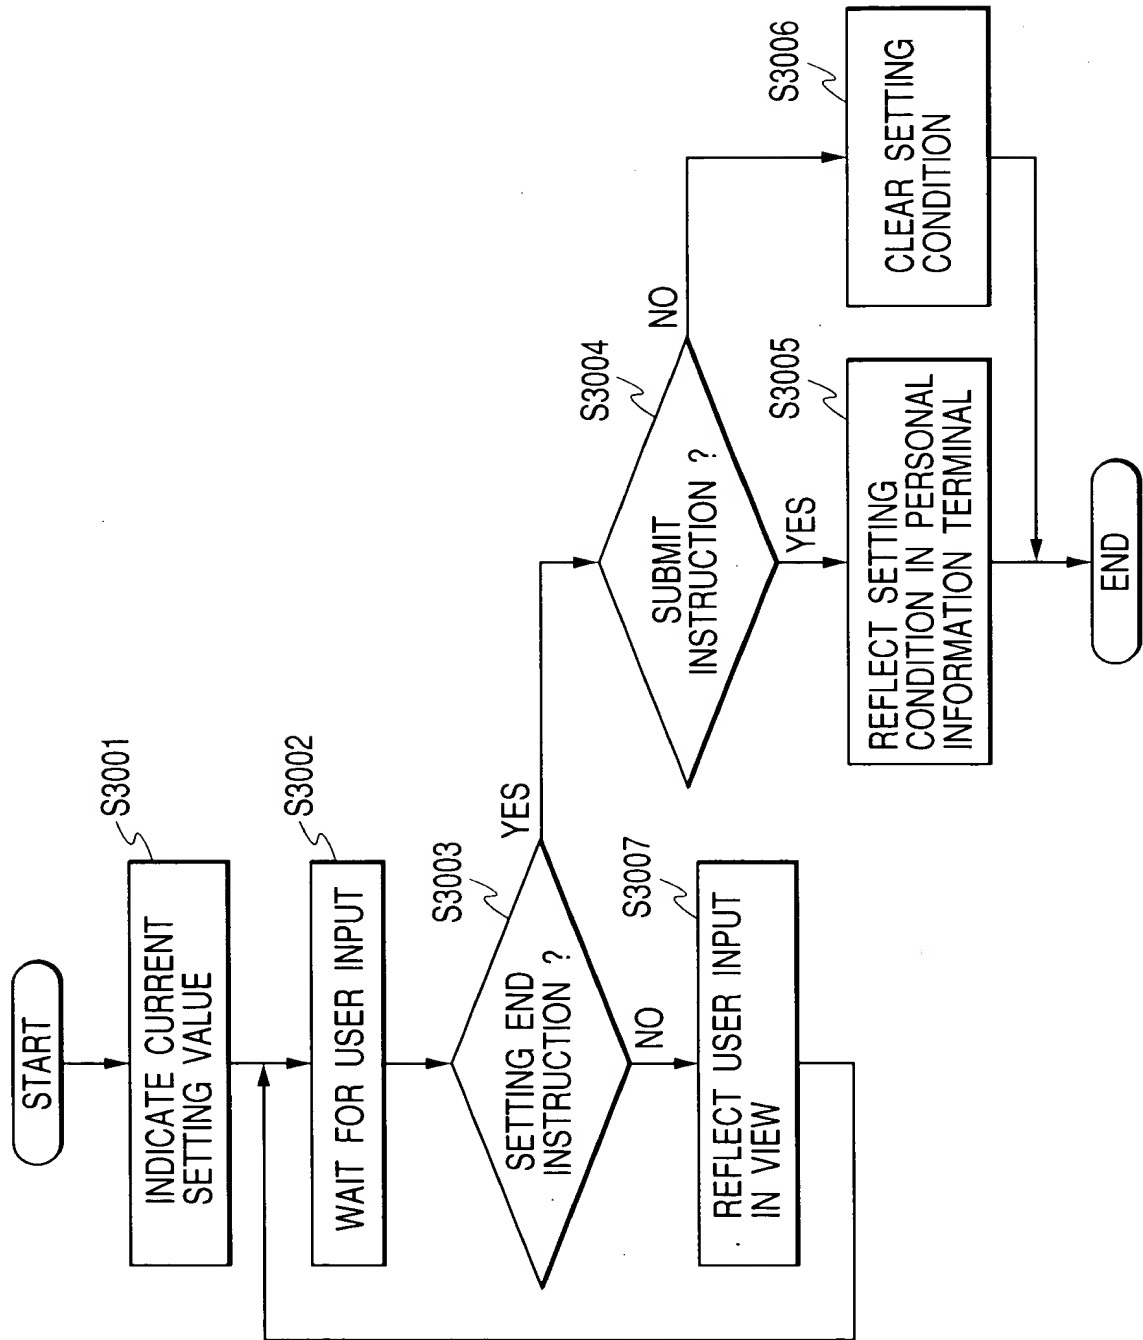 START
S3001
INDICATE CURRENT
SETTING VALUE
S3002
WAIT FOR USER INPUT
S3003
SETTING END
INSTRUCTION ?
YES
NO
S3007
REFLECT USER INPUT
IN VIEW
S3004
SUBMIT
INSTRUCTION ?
NO
YES
S3005
REFLECT SETTING
CONDITION IN PERSONAL
INFORMATION TERMINAL
S3006
CLEAR SETTING
CONDITION
END